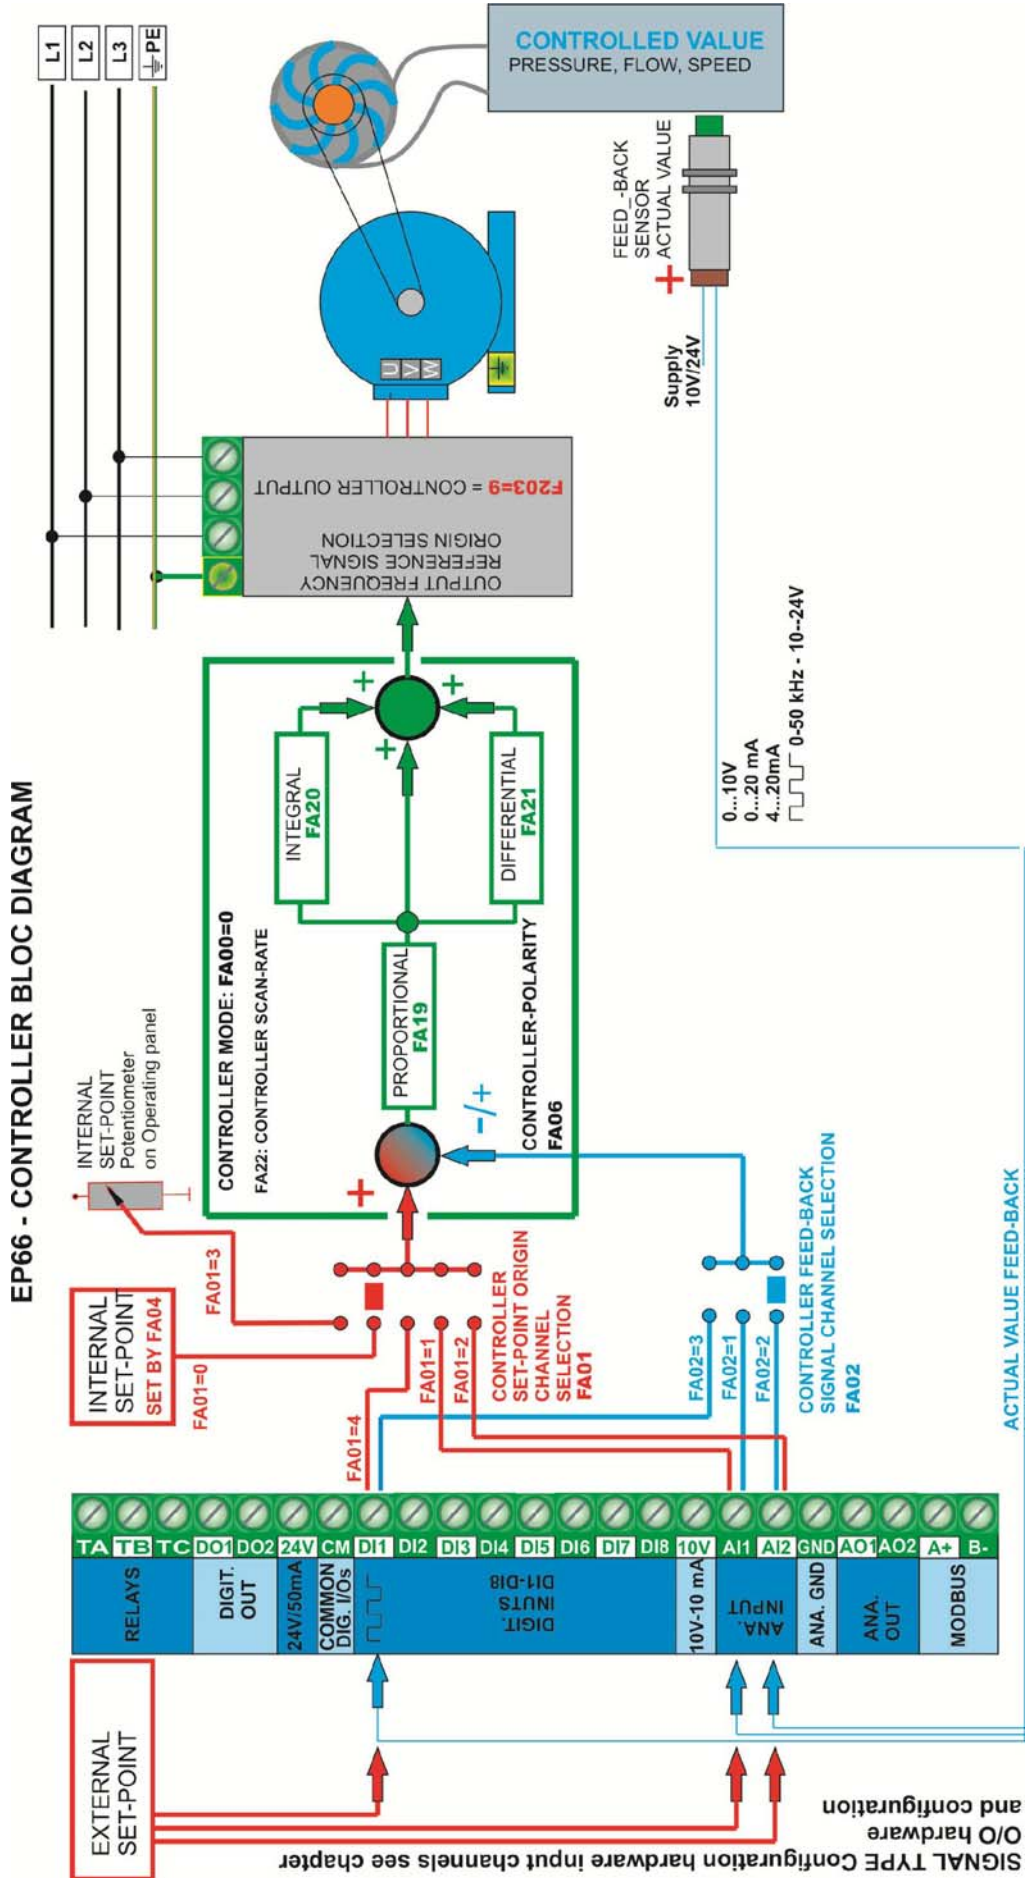 EP66 - CONTROLLER BLOC DIAGRAM
L1
L2
L3
PE
CONTROLLED VALUE
PRESSURE, FLOW, SPEED
FEED_-BACK
SENSOR
ACTUAL VALUE
+
Supply
10V/24V
U
V
W
OUTPUT FREQUENCY
REFERENCE SIGNAL
ORIGIN SELECTION
F203=9 = CONTROLLER OUTPUT
CONTROLLER MODE: FA00=0
FA22: CONTROLLER SCAN-RATE
INTEGRAL
FA20
PROPORTIONAL
FA19
DIFFERENTIAL
FA21
+
+
+
+
-/+
CONTROLLER-POLARITY
FA06
INTERNAL
SET-POINT
Potentiometer
on Operating panel
INTERNAL
SET-POINT
SET BY FA04
FA01=3
FA01=0
FA01=4
FA01=1
FA01=2
CONTROLLER
SET-POINT ORIGIN
CHANNEL
SELECTION
FA01
FA02=3
FA02=1
FA02=2
CONTROLLER FEED-BACK
SIGNAL CHANNEL SELECTION
FA02
0...10V
0...20 mA
4...20mA
0-50 kHz - 10--24V
ACTUAL VALUE FEED-BACK
TA TB TC DO1 DO2 24V CM DI1 DI2 DI3 DI4 DI5 DI6 DI7 DI8 10V AI1 AI2 GND AO1 AO2 A+ B-
RELAYS
DIGIT.
OUT
24V/50mA
COMMON
DIG. I/Os
DIGIT.
INUTS
DI1-DI8
10V-10 mA
ANA.
INPUT
ANA. GND
ANA.
OUT
MODBUS
EXTERNAL
SET-POINT
SIGNAL TYPE Configuration hardware input channels see chapter
O/O hardware
and configuration